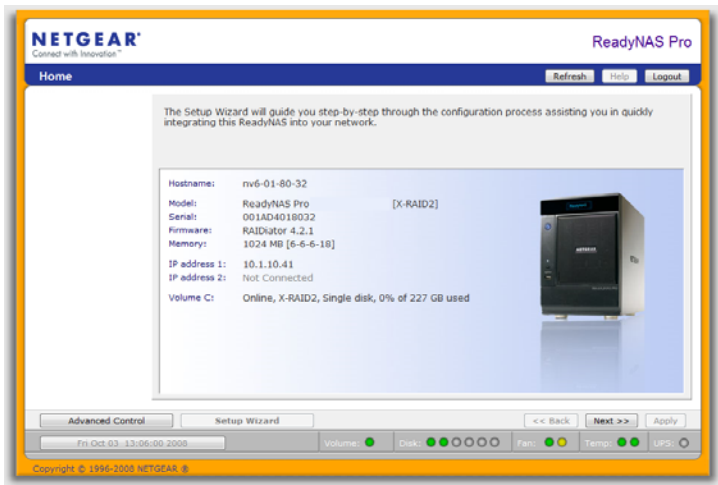 NETGEAR®
Connect with Innovation™
ReadyNAS Pro
Home
Refresh Help Logout
The Setup Wizard will guide you step-by-step through the configuration process assisting you in quickly
integrating this ReadyNAS into your network.
Hostname: nv6-01-80-32
Model: ReadyNAS Pro [X-RAID2]
Serial: 001AD4018032
Firmware: RAIDiator 4.2.1
Memory: 1024 MB [6-6-6-18]
IP address 1: 10.1.10.41
IP address 2: Not Connected
Volume C: Online, X-RAID2, Single disk, 0% of 227 GB used
NETGEAR
Advanced Control Setup Wizard << Back Next >> Apply
Fri Oct 03 13:06:00 2008 Volume: Disk: Fan: Temp: UPS:
Copyright © 1996-2008 NETGEAR ®